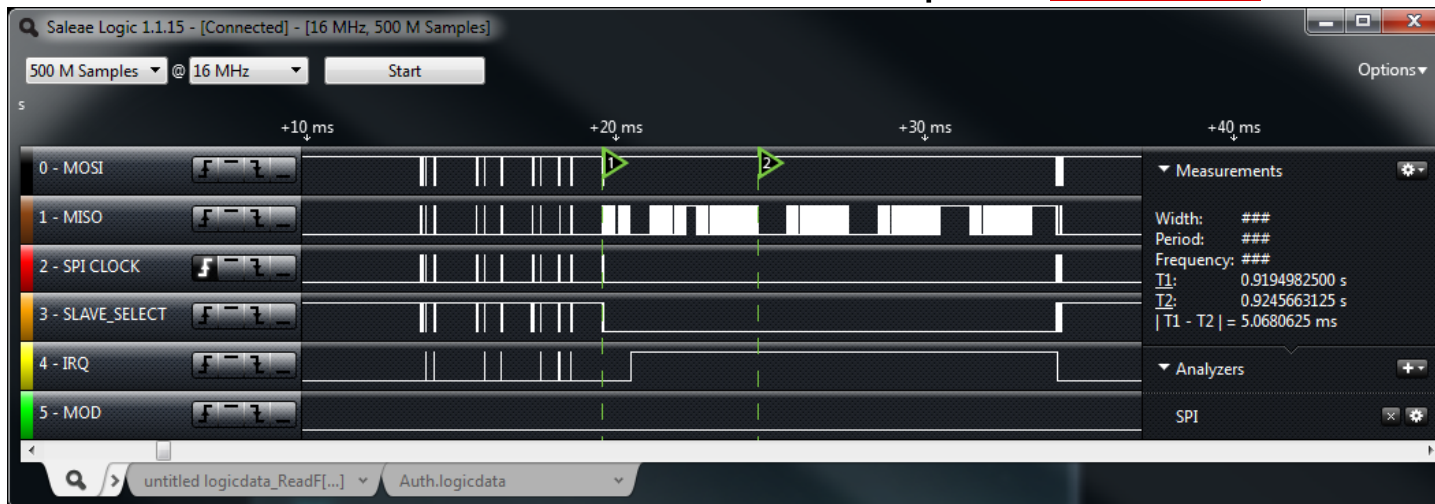 Saleae Logic 1.1.15 - [Connected] - [16 MHz, 500 M Samples]
500 M Samples @ 16 MHz Start Options
s
+10 ms +20 ms +30 ms +40 ms
0 - MOSI 1 2 Measurements
1 - MISO
Width: ###
Period: ###
Frequency: ###
2 - SPI CLOCK
T1: 0.9194982500 s
T2: 0.9245663125 s
3 - SLAVE_SELECT
| T1 - T2 | = 5.0680625 ms
4 - IRQ Analyzers
5 - MOD SPI
untitled logicdata_ReadF[...] Auth.logicdata